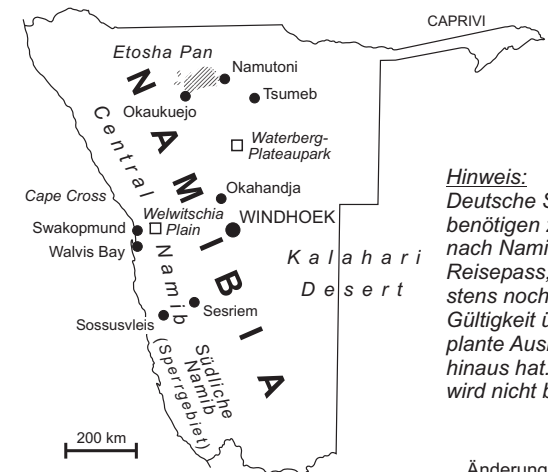 CAPRIVI
Etosha Pan
Namutoni
Tsumeb
Okaukuejo
NAMIBIA
Central Namib
Waterberg-
Plateaupark
Okahandja
Cape Cross
Welwitschia
Plain
Swakopmund
WINDHOEK
Walvis Bay
Kalahari
Desert
Sesriem
Sossusvleis
Südliche
Namib
(Sperrgebiet)
200 km
Hinweis:
Deutsche
benötigen
nach
Reisepass,
stens noch
Gültigkeit
plante
hinaus hat.
wird nicht
Änderung